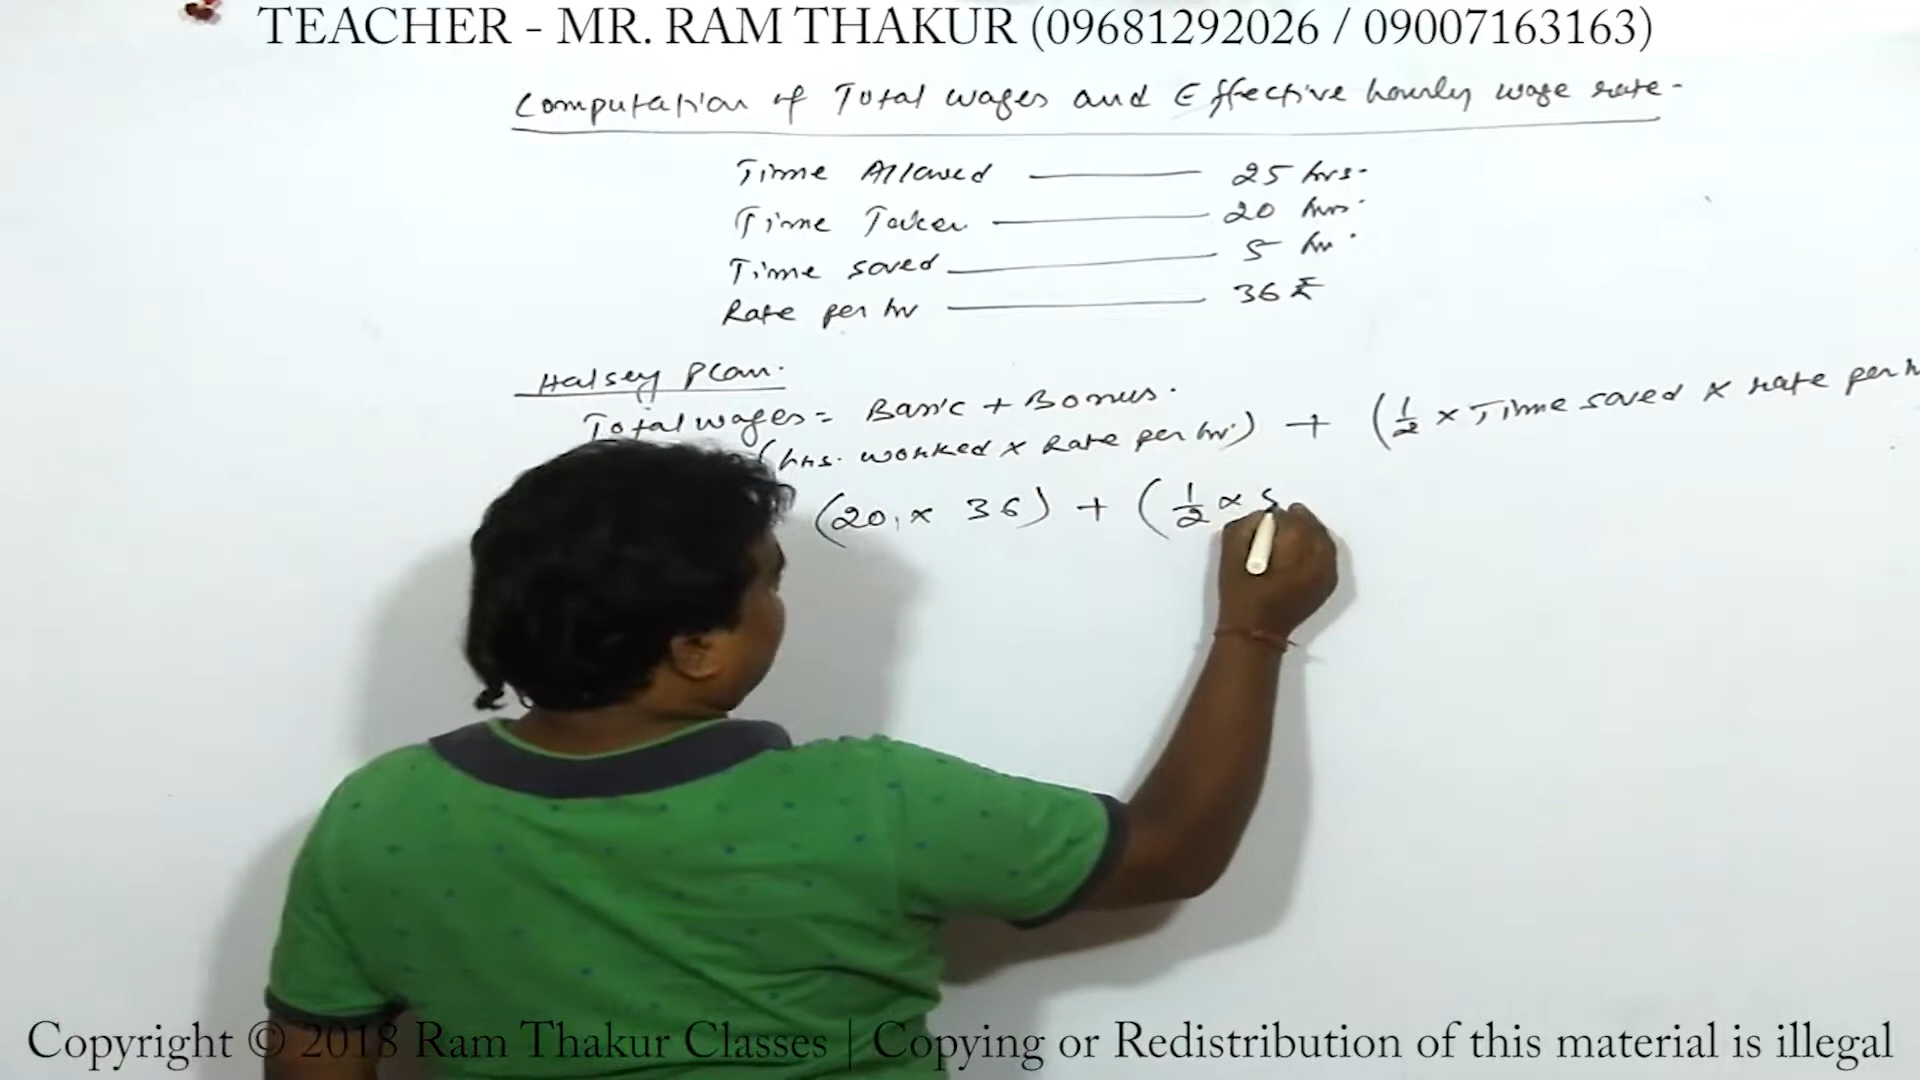 TEACHER - MR. RAM THAKUR (09681292026 / 09007163163)
Computation of Total wages and Effective hourly wage rate -
Time Allowed 25 hrs.
Time Taken 20 hrs.
Time saved 5 hr.
Rate per hr 36 ₹
Halsey Plan.
Total wages = Basic + Bonus.
(hrs. worked × Rate per hr.) + (1/2 × Time saved × rate per h
(20 × 36) + (1/2 × 5
Copyright © 2018 Ram Thakur Classes | Copying or Redistribution of this material is illegal